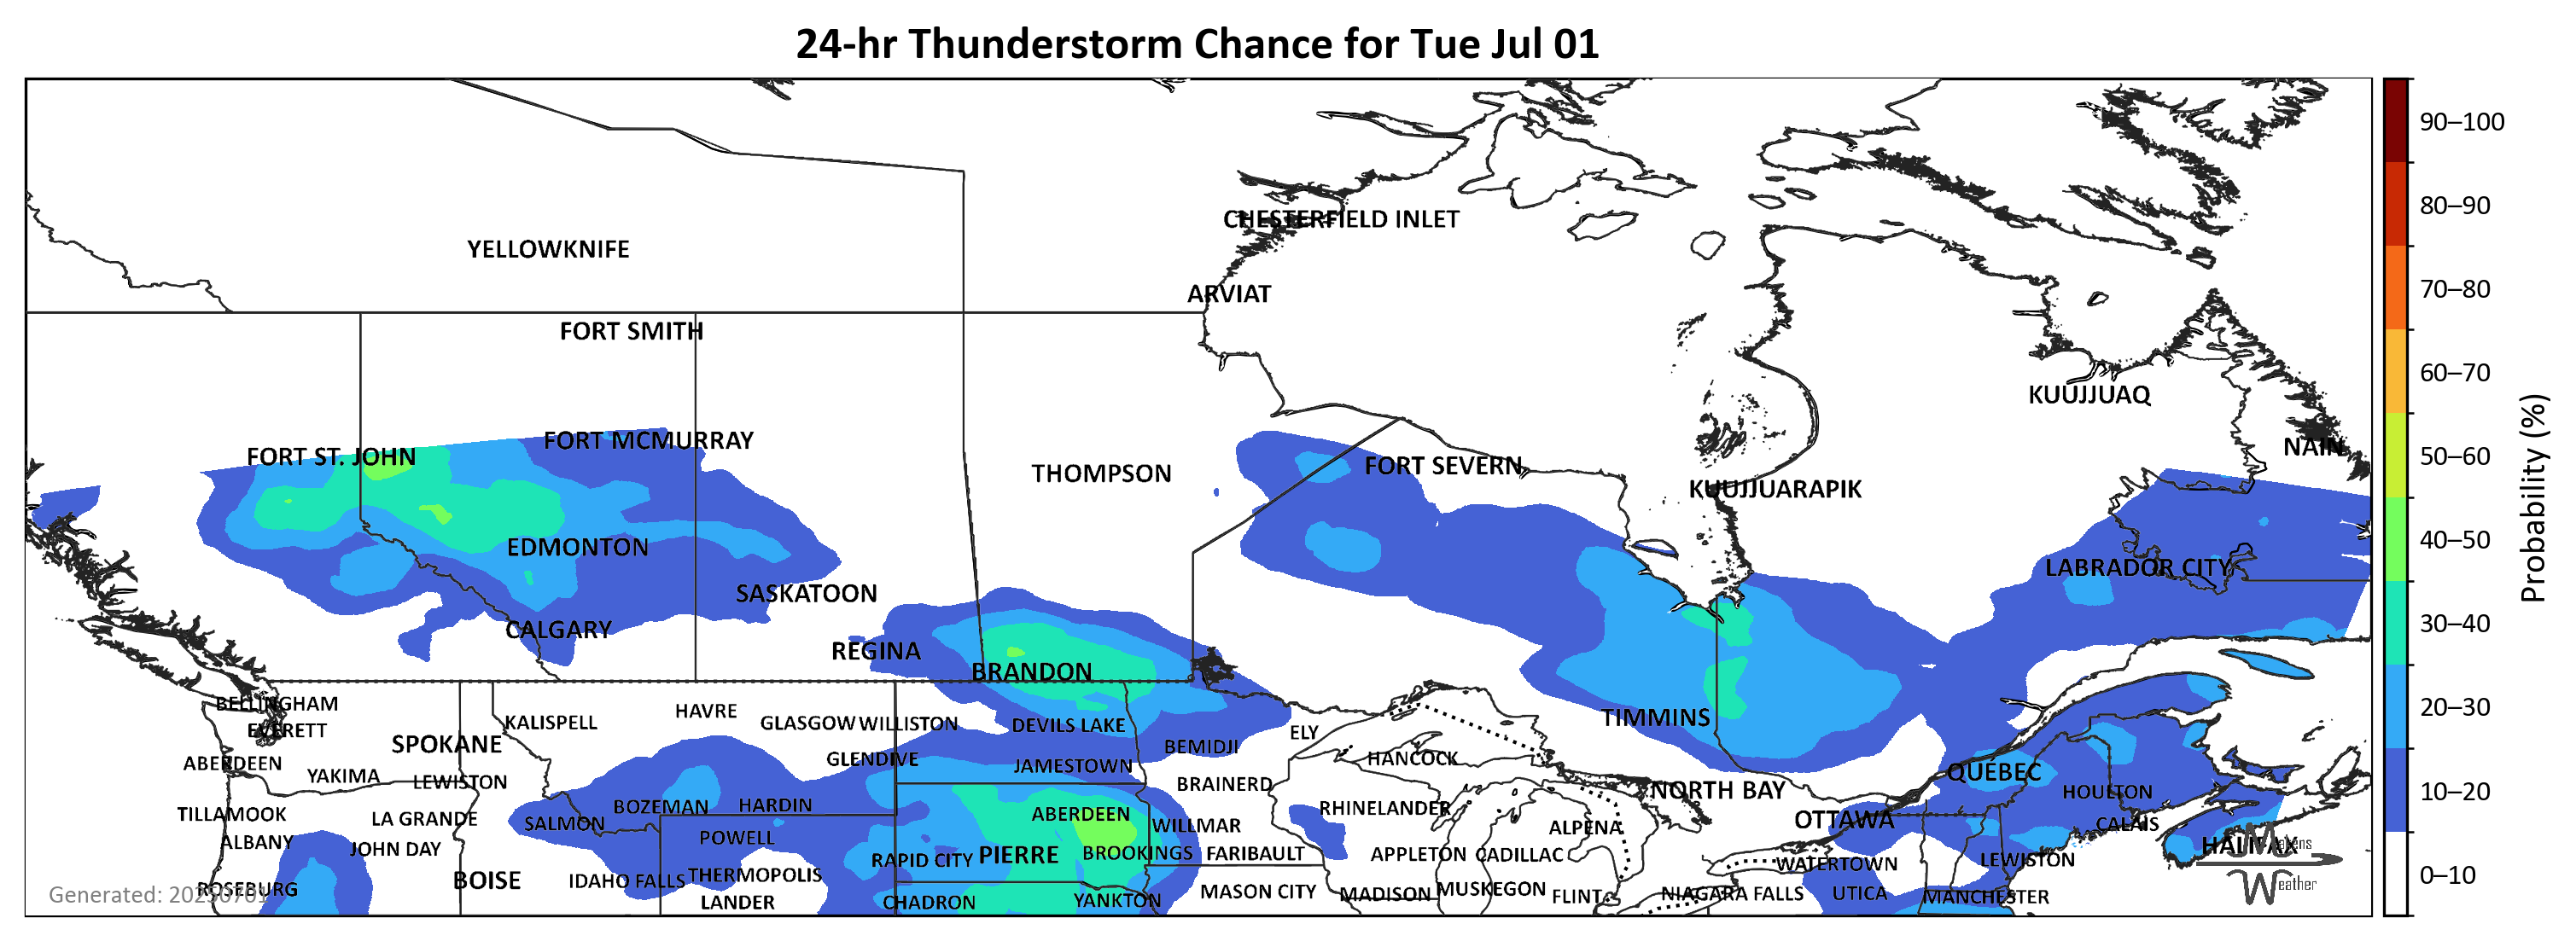 24-hr Thunderstorm Chance for Tue Jul 01
90–100
80–90
CHESTERFIELD INLET
YELLOWKNIFE
70–80
ARVIAT
FORT SMITH
60–70
KUUJJUAQ
FORT MCMURRAY
NAIN
50–60
FORT ST. JOHN
FORT SEVERN
THOMPSON
KUUJJUARAPIK
Probability (%)
40–50
EDMONTON
LABRADOR CITY
SASKATOON
30–40
CALGARY
REGINA
BRANDON
BELLINGHAM
20–30
HAVRE
TIMMINS
KALISPELL
GLASGOW
WILLISTON
DEVILS LAKE
EVERETT
ELY
SPOKANE
BEMIDJI
HANCOCK
GLENDIVE
ABERDEEN
JAMESTOWN
QUÉBEC
YAKIMA
LEWISTON
BRAINERD
NORTH BAY
HOULTON
10–20
BOZEMAN
HARDIN
RHINELANDER
TILLAMOOK
ABERDEEN
LA GRANDE
OTTAWA
SALMON
CALAIS
WILLMAR
ALPENA
POWELL
ALBANY
HALIFAX
Makens
Weather
JOHN DAY
BROOKINGS
FARIBAULT
PIERRE
APPLETON
CADILLAC
RAPID CITY
LEWISTON
WATERTOWN
THERMOPOLIS
0–10
BOISE
IDAHO FALLS
ROSEBURG
MUSKEGON
MASON CITY
UTICA
NIAGARA FALLS
MADISON
Generated: 20250701
FLINT
MANCHESTER
YANKTON
LANDER
CHADRON